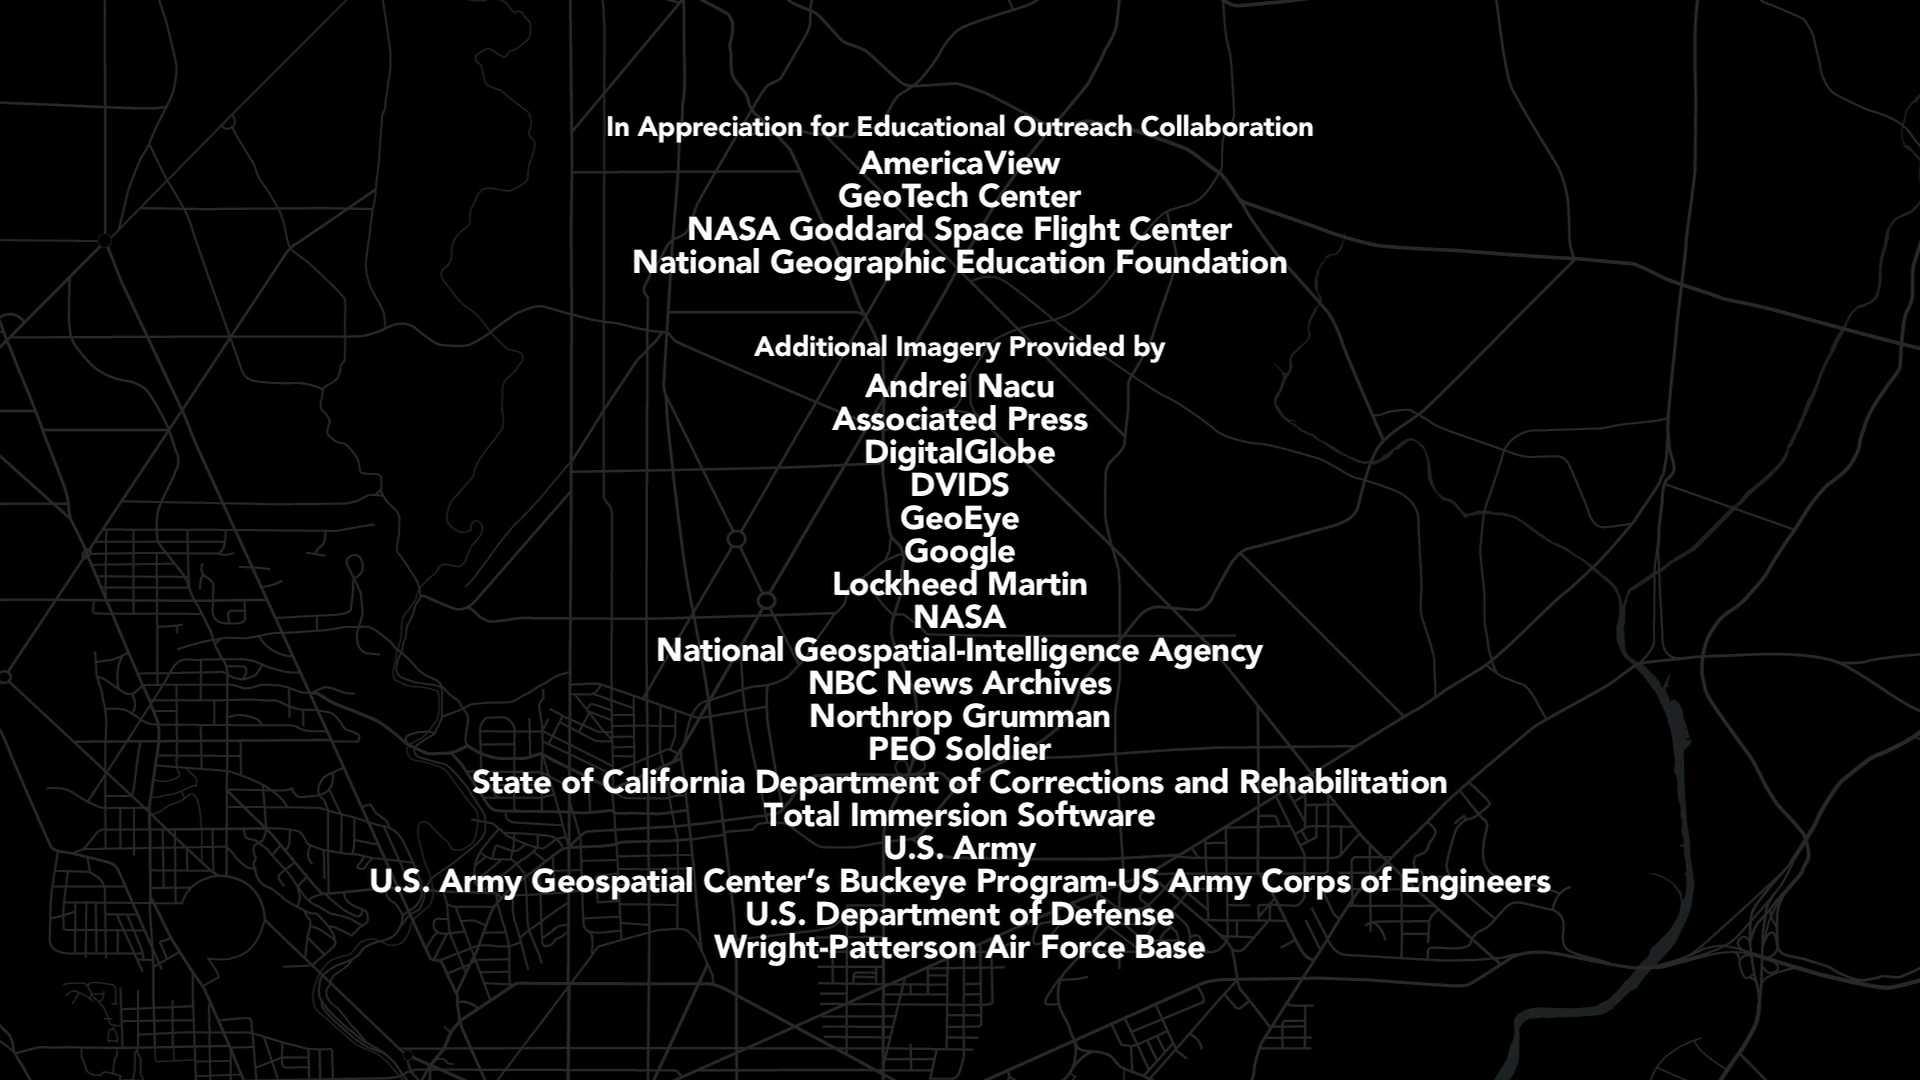 In Appreciation for Educational Outreach Collaboration
AmericaView
GeoTech Center
NASA Goddard Space Flight Center
National Geographic Education Foundation
Additional Imagery Provided by
Andrei Nacu
Associated Press
DigitalGlobe
DVIDS
GeoEye
Google
Lockheed Martin
NASA
National Geospatial-Intelligence Agency
NBC News Archives
Northrop Grumman
PEO Soldier
State of California Department of Corrections and Rehabilitation
Total Immersion Software
U.S. Army
U.S. Army Geospatial Center’s Buckeye Program-US Army Corps of Engineers
U.S. Department of Defense
Wright-Patterson Air Force Base